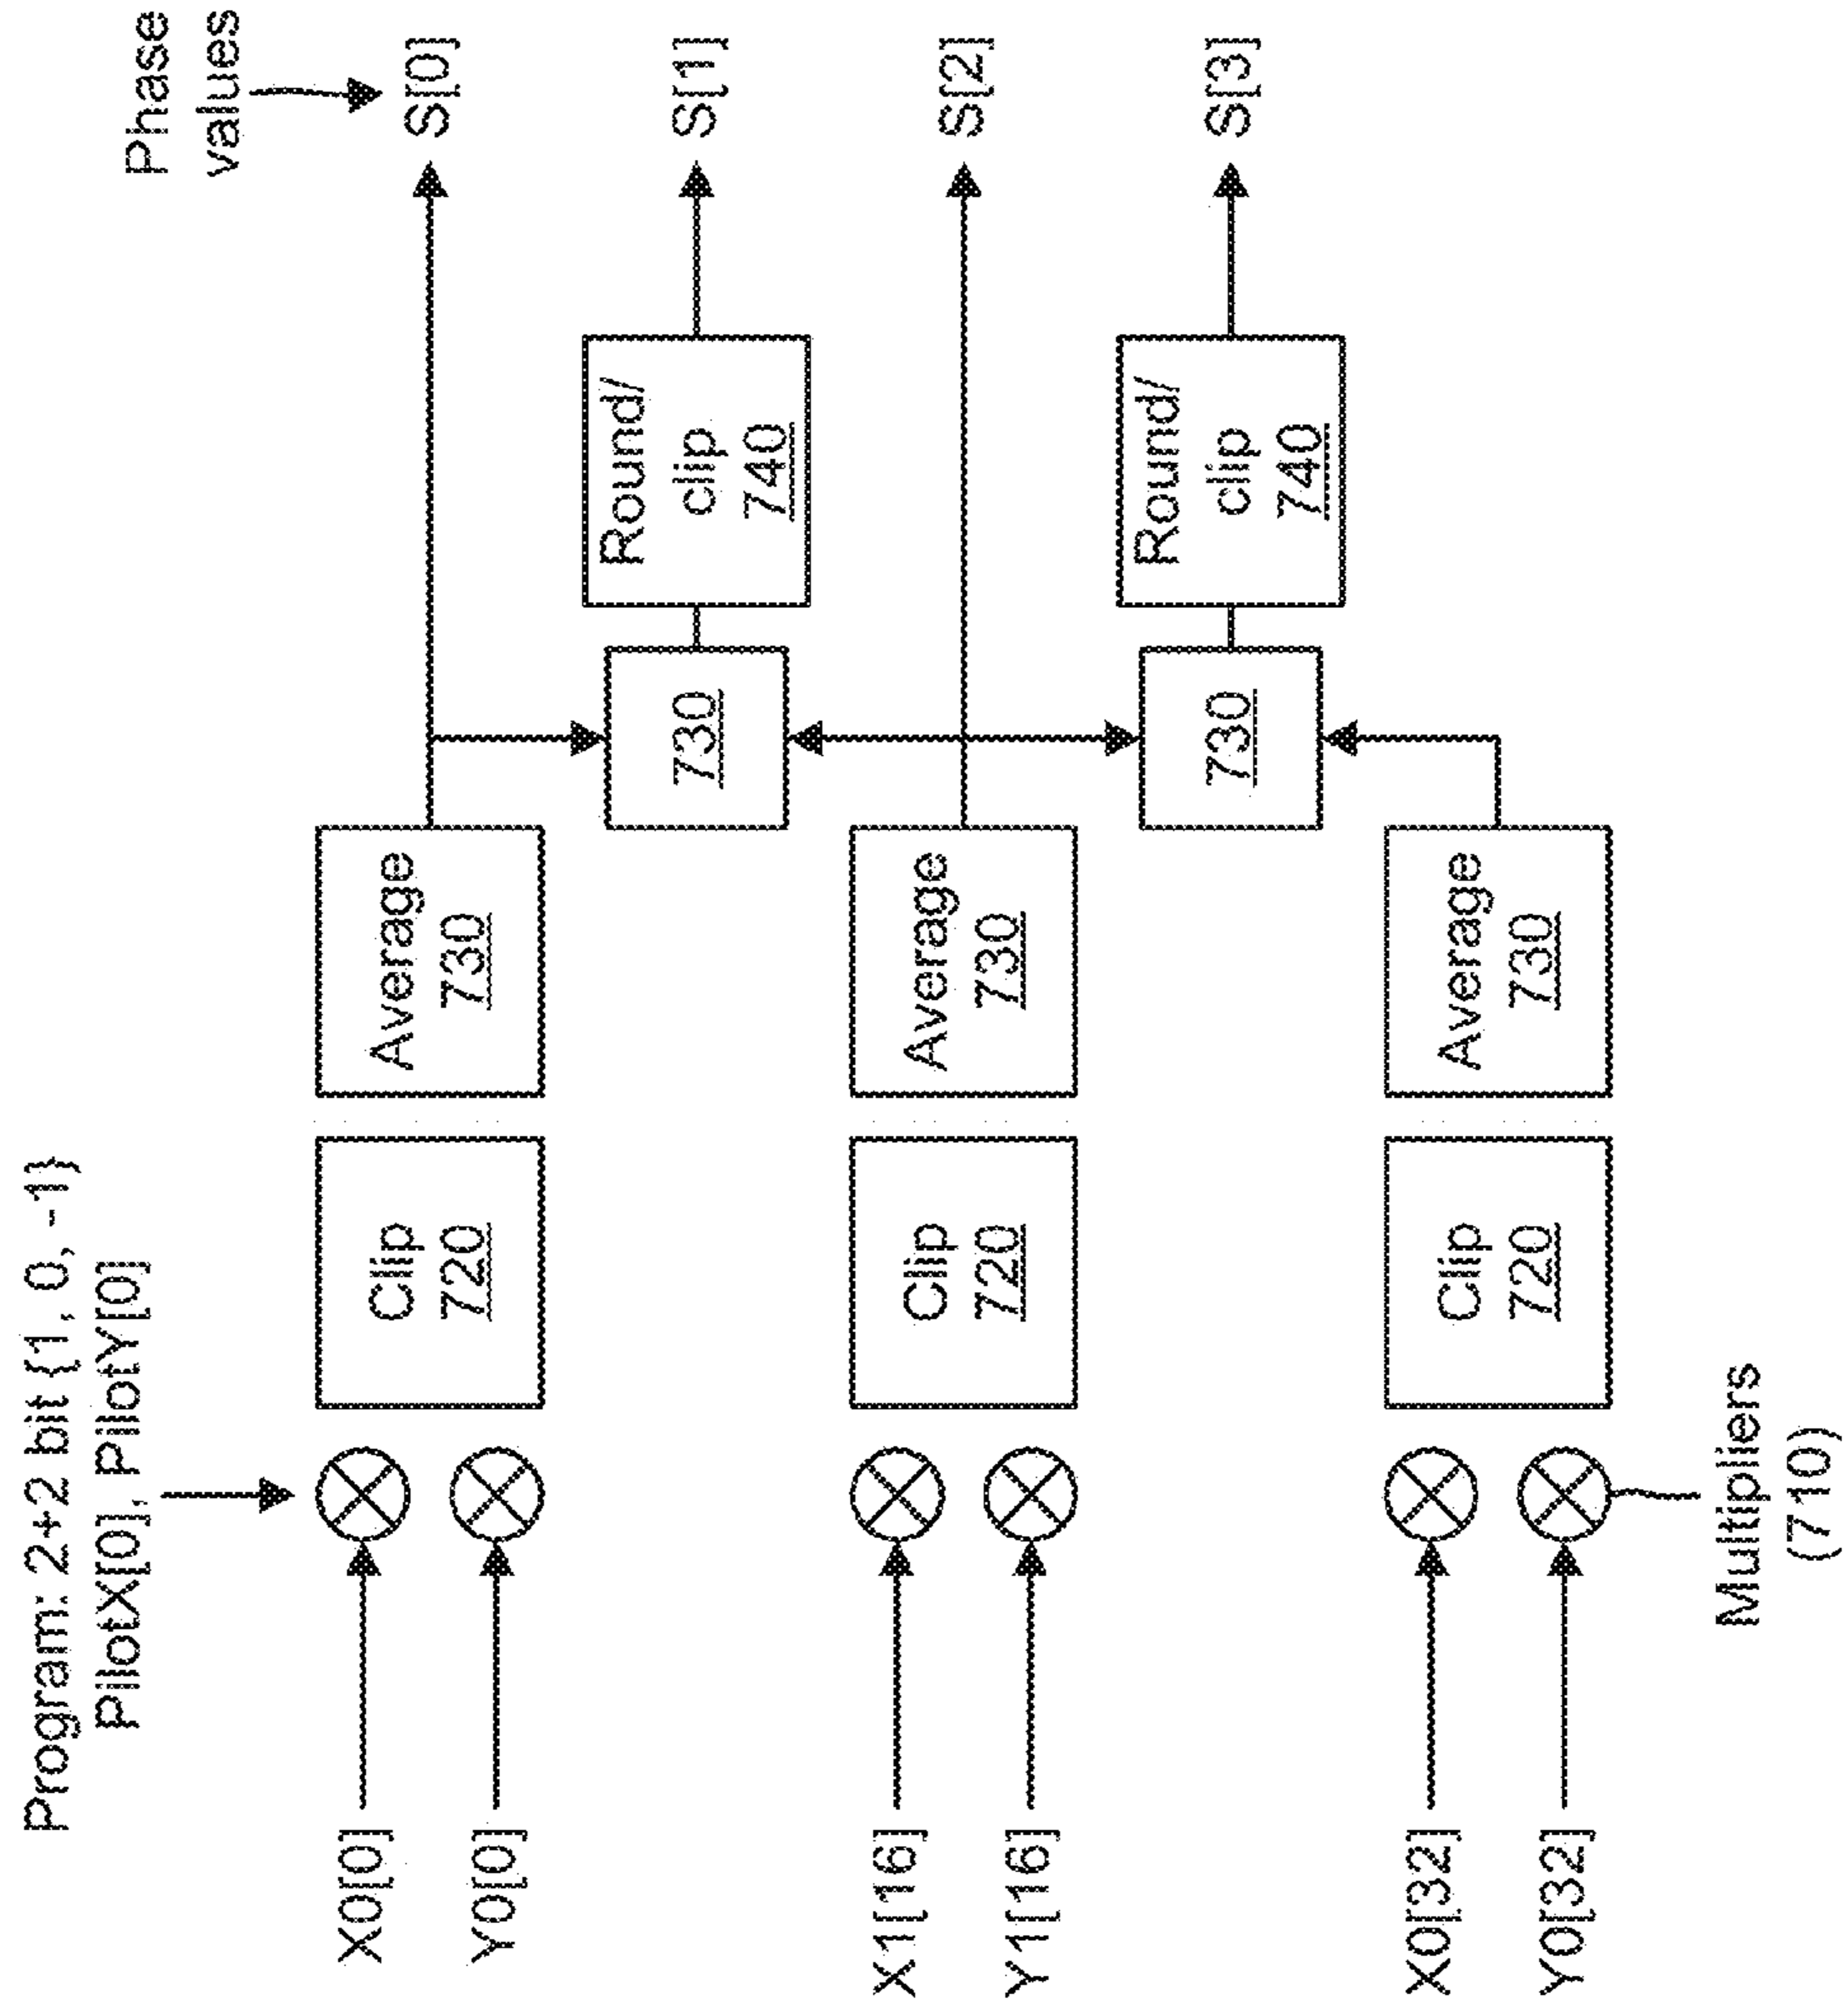 Program: 2+2 bit {1, 0, -1}
PilotX[0], PilotY[0]
Phase
values
X0[0]
Y0[0]
Clip
720
Average
730
S[0]
730
Round/
clip
740
S[1]
X1[16]
Y1[16]
Clip
720
Average
730
S[2]
730
Round/
clip
740
S[3]
X0[32]
Y0[32]
Clip
720
Average
730
Multipliers
(710)